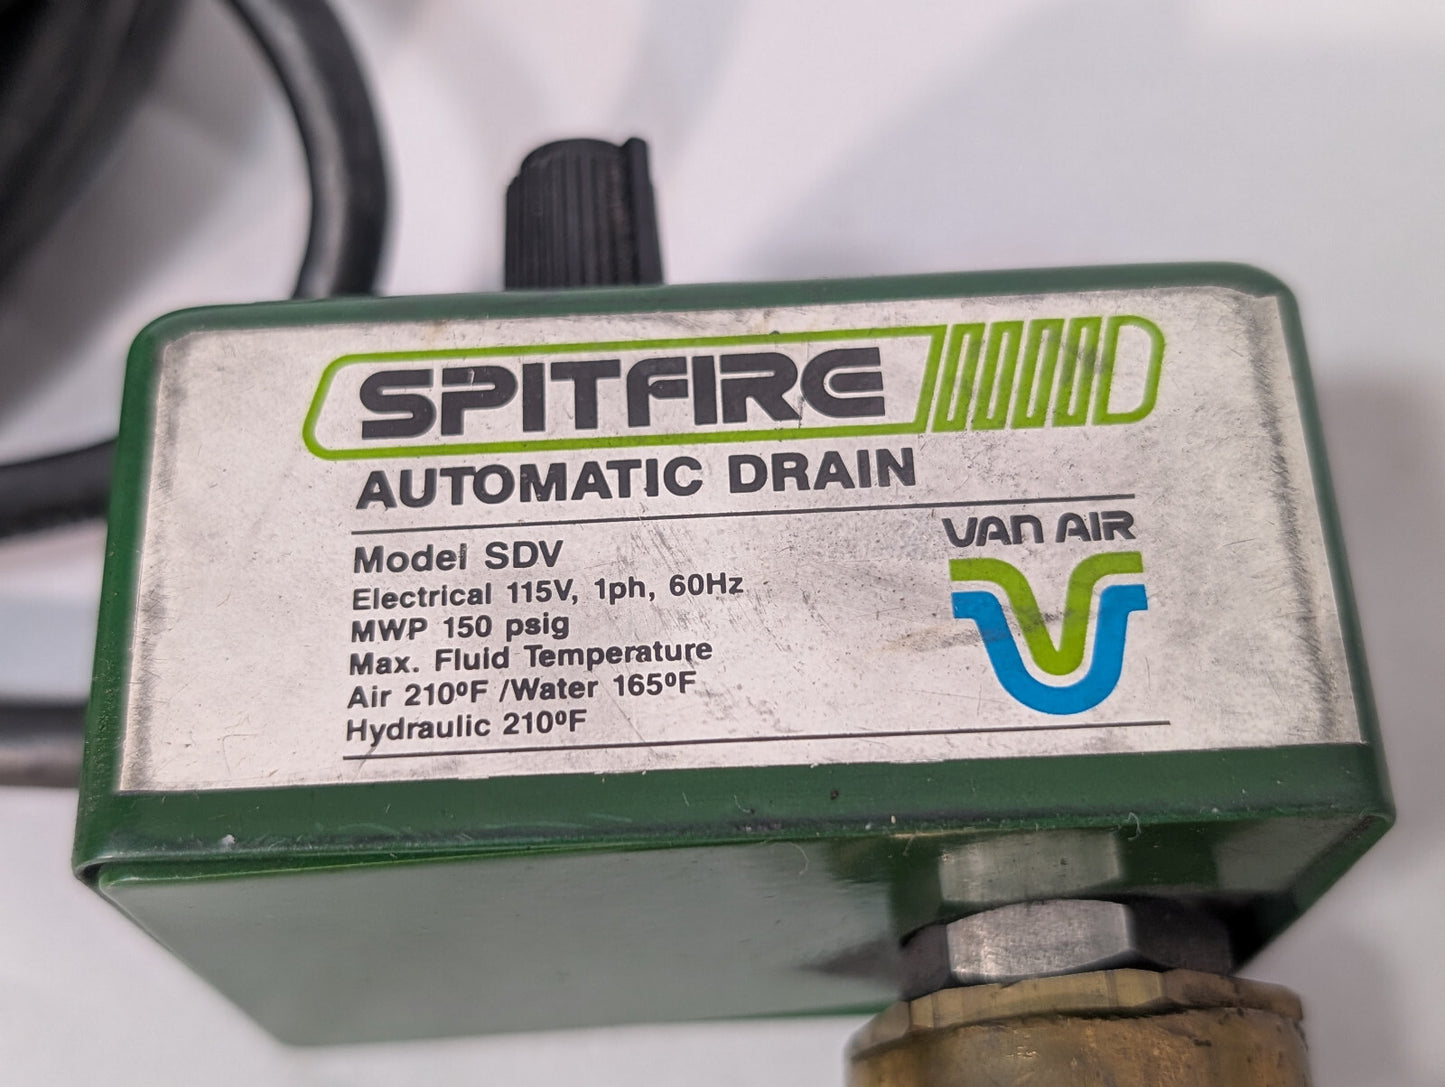 SPITFIRE
AUTOMATIC DRAIN
VAN AIR
Model SDV
Electrical 115V, 1ph, 60Hz
MWP 150 psig
Max. Fluid Temperature
Air 210ºF /Water 165ºF
Hydraulic 210ºF